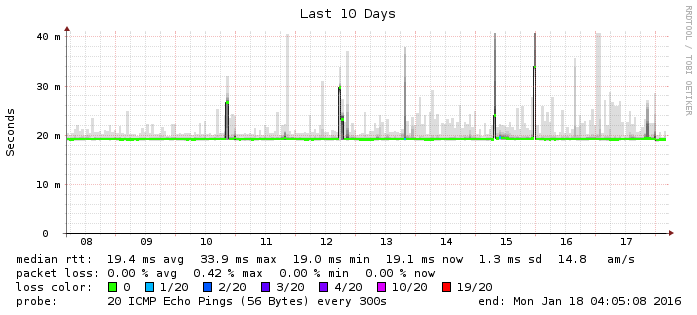 Last 10 Days
RRDTOOL / TOBI OETIKER
Seconds
40 m
30 m
20 m
10 m
0
08 09 10 11 12 13 14 15 16 17
median rtt: 19.4 ms avg 33.9 ms max 19.0 ms min 19.1 ms now 1.3 ms sd 14.8 am/s
packet loss: 0.00 % avg 0.42 % max 0.00 % min 0.00 % now
loss color: 0 1/20 2/20 3/20 4/20 10/20 19/20
probe: 20 ICMP Echo Pings (56 Bytes) every 300s end: Mon Jan 18 04:05:08 2016